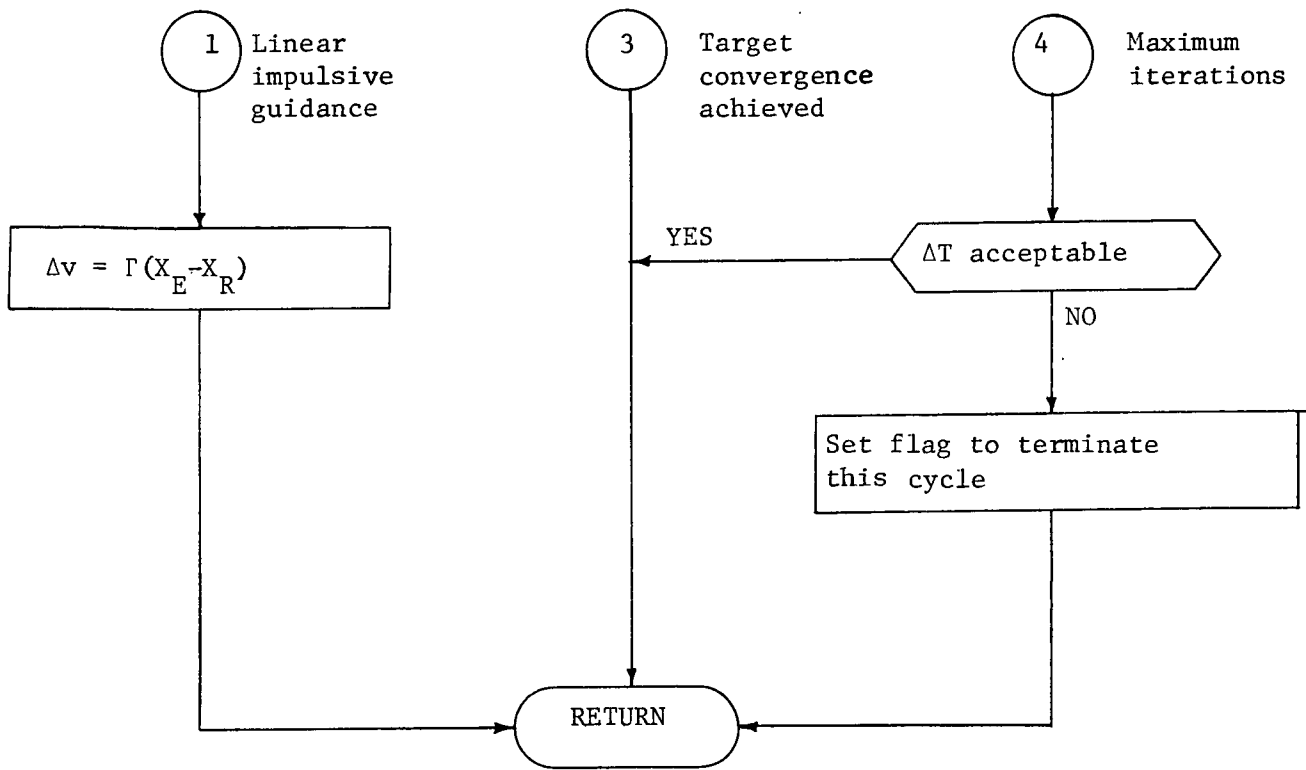 1 Linear
impulsive
guidance
3 Target
convergence
achieved
4 Maximum
iterations
Δv = Γ(X_E-X_R)
YES
ΔT acceptable
NO
Set flag to terminate
this cycle
RETURN